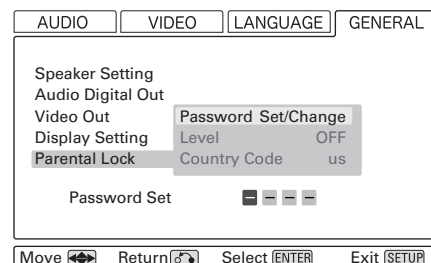 AUDIO VIDEO LANGUAGE GENERAL
Speaker Setting
Audio Digital Out
Video Out Password Set/Change
Display Setting Level OFF
Parental Lock Country Code us
Password Set – – – –
Move Return Select ENTER Exit SETUP